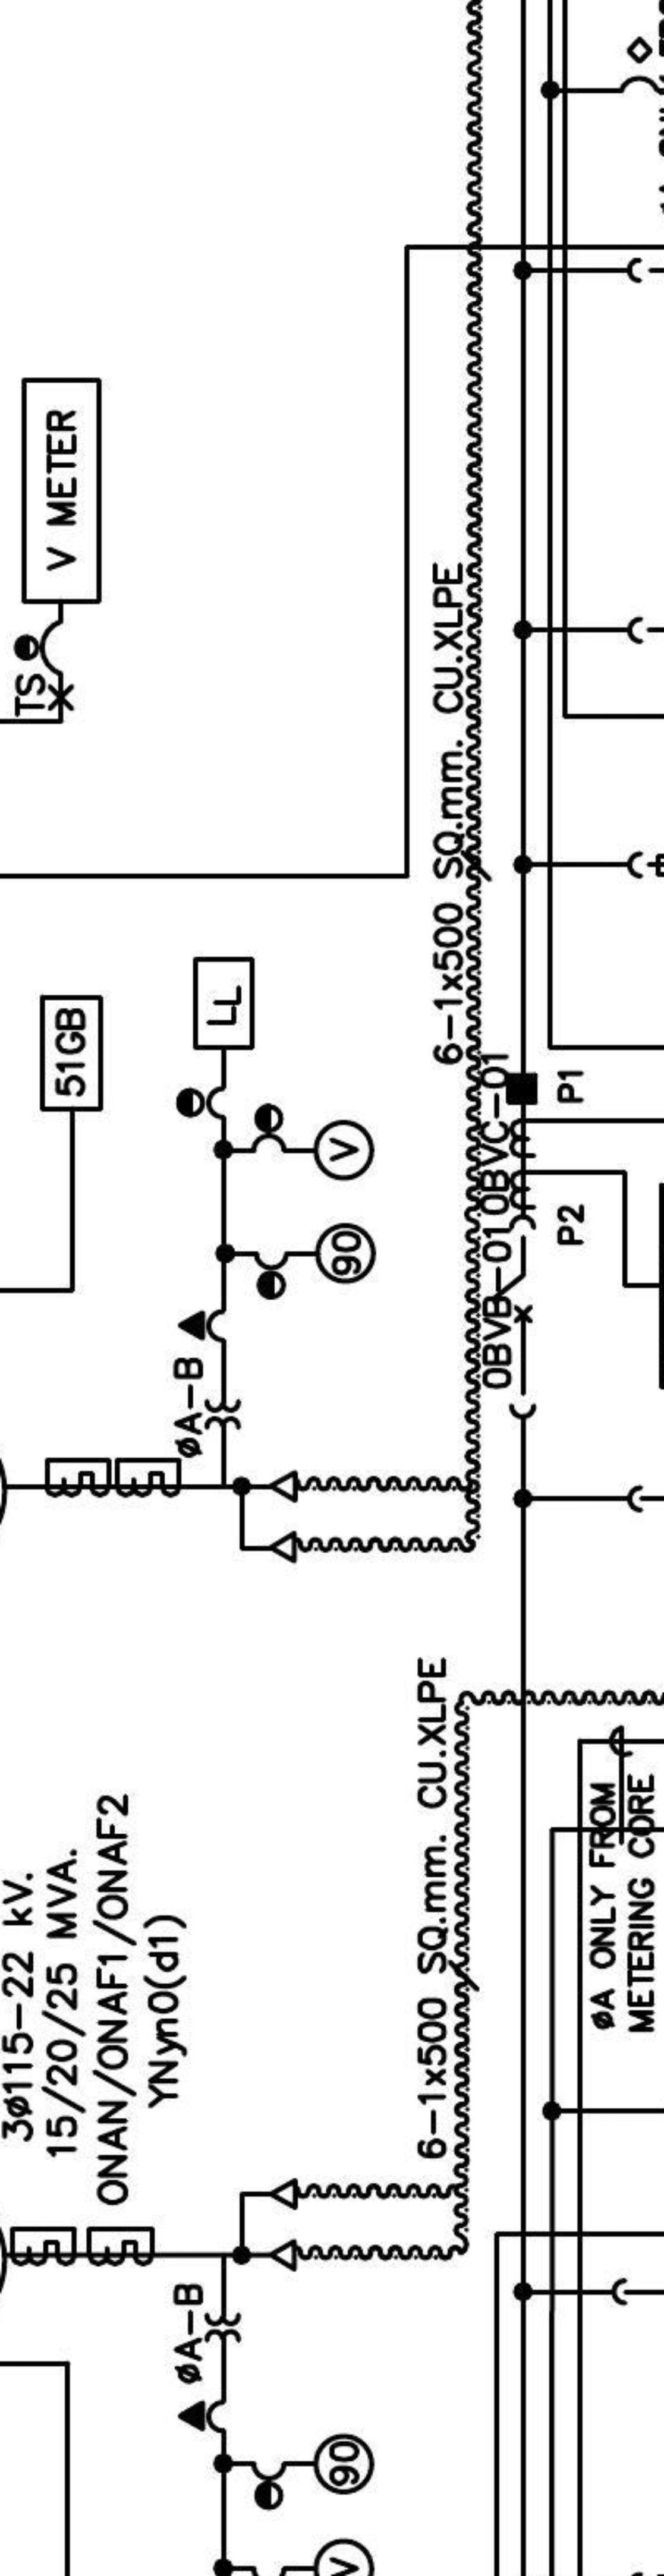 V METER
TS
6-1x500 SQ.mm. CU.XLPE
51GB
LL
V
90
øA-B
0BVC-01
P1
P2
0BVB-01
6-1x500 SQ.mm. CU.XLPE
3ø115-22 kV.
15/20/25 MVA.
ONAN/ONAF1/ONAF2
YNyn0(d1)
øA ONLY FROM
METERING CORE
øA-B
90
V